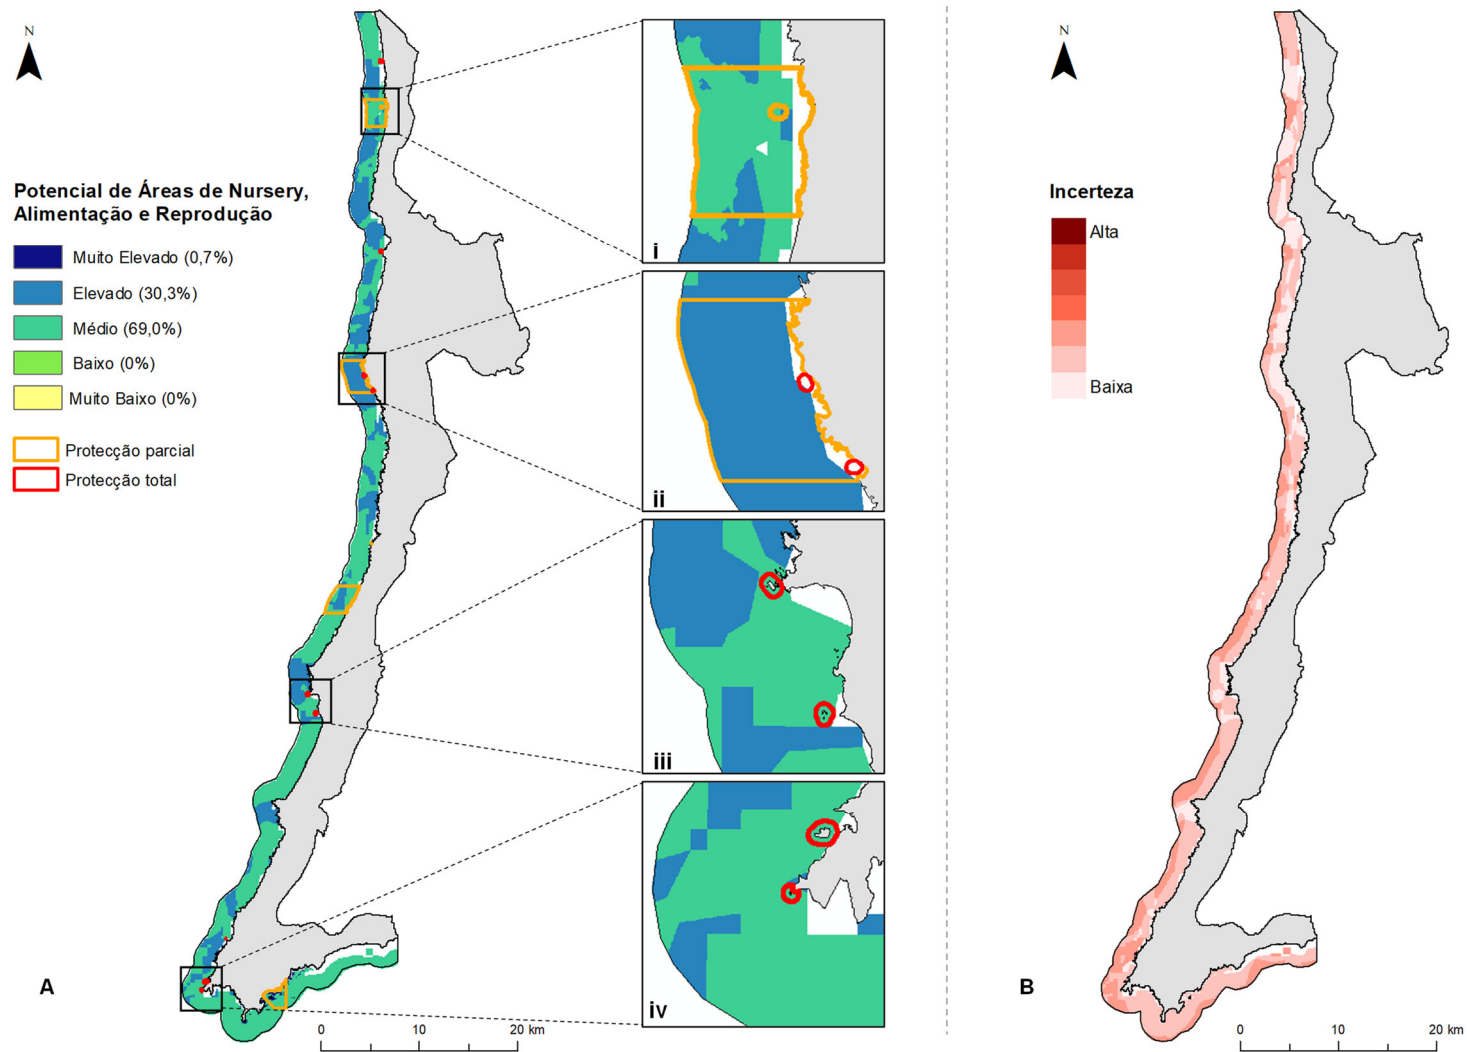 N
Potencial de Áreas de Nursery,
Alimentação e Reprodução
Muito Elevado (0,7%)
Elevado (30,3%)
Médio (69,0%)
Baixo (0%)
Muito Baixo (0%)
Protecção parcial
Protecção total
A
0 10 20 km
i
ii
iii
iv
N
Incerteza
Alta
Baixa
B
0 10 20 km